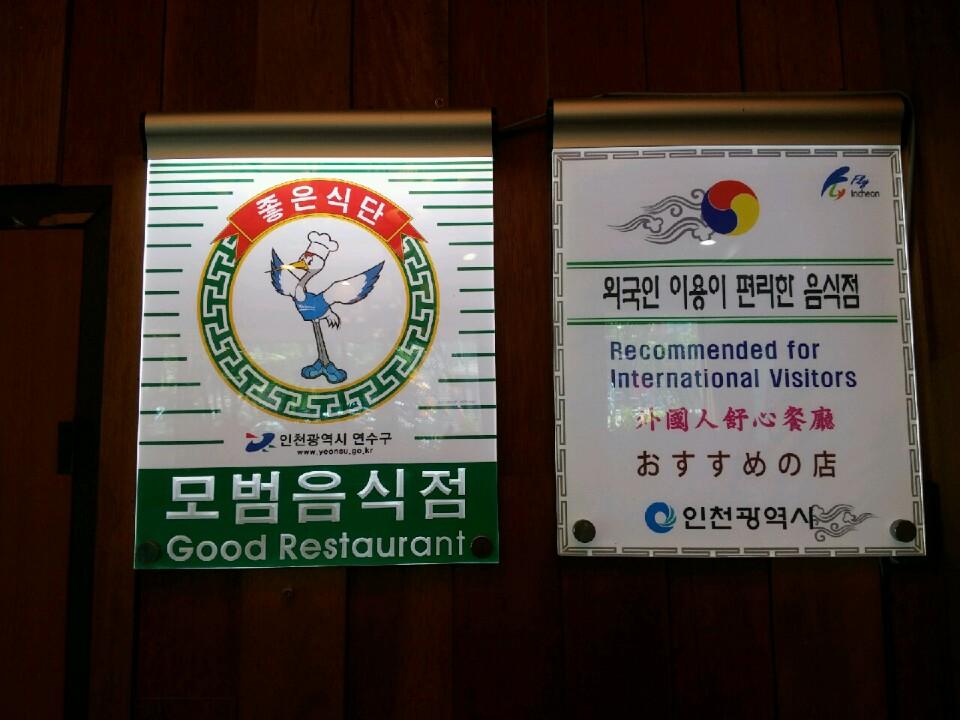 좋은식단
인천광역시 연수구
www.yeonsu.go.kr
모범음식점
Good Restaurant
Fly
Fly
Incheon
외국인 이용이 편리한 음식점
Recommended for
International Visitors
外國人舒心餐廳
おすすめの店
인천광역시